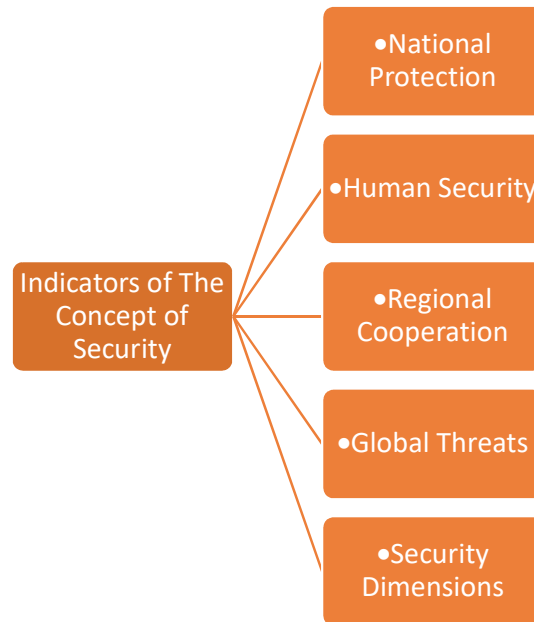 •National
Protection
•Human Security
Indicators of The
Concept of
Security
•Regional
Cooperation
•Global Threats
•Security
Dimensions